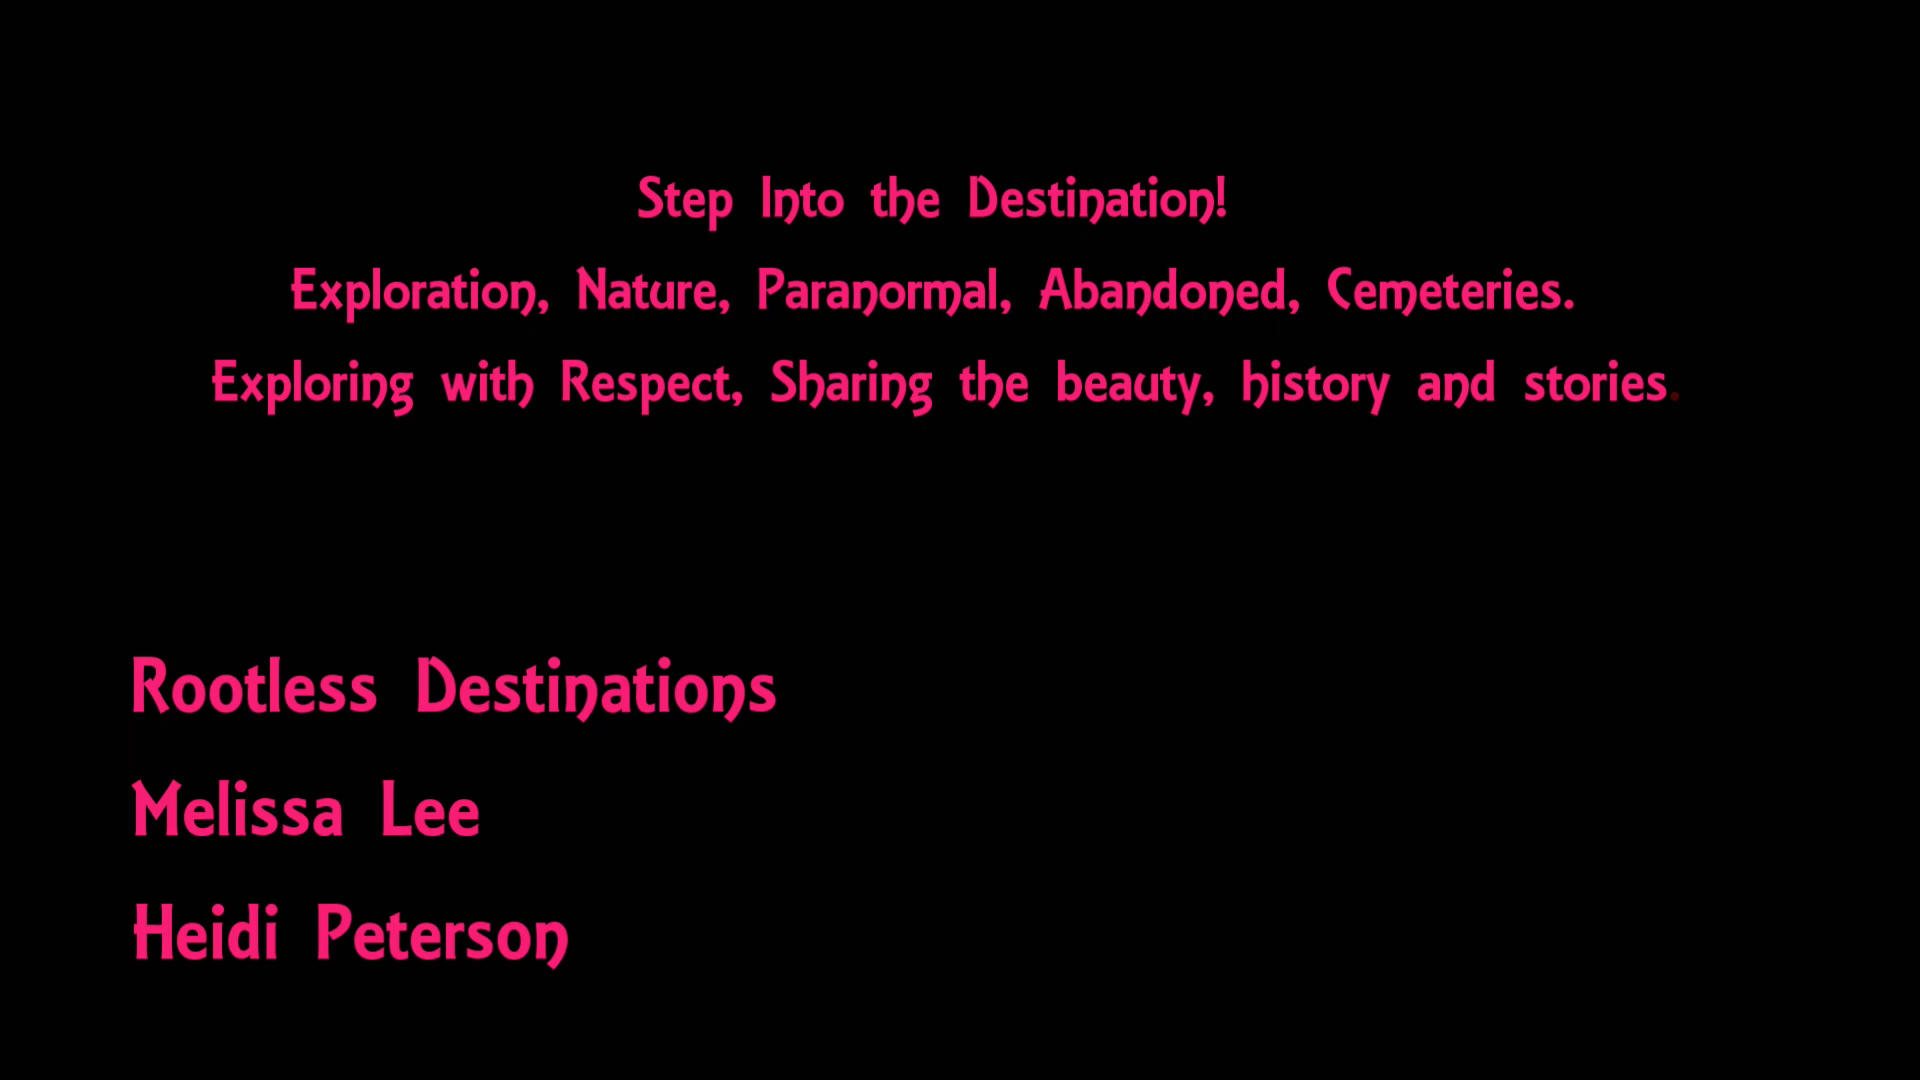 Step Into the Destination!
Exploration, Nature, Paranormal, Abandoned, Cemeteries.
Exploring with Respect, Sharing the beauty, history and stories.
Rootless Destinations
Melissa Lee
Heidi Peterson